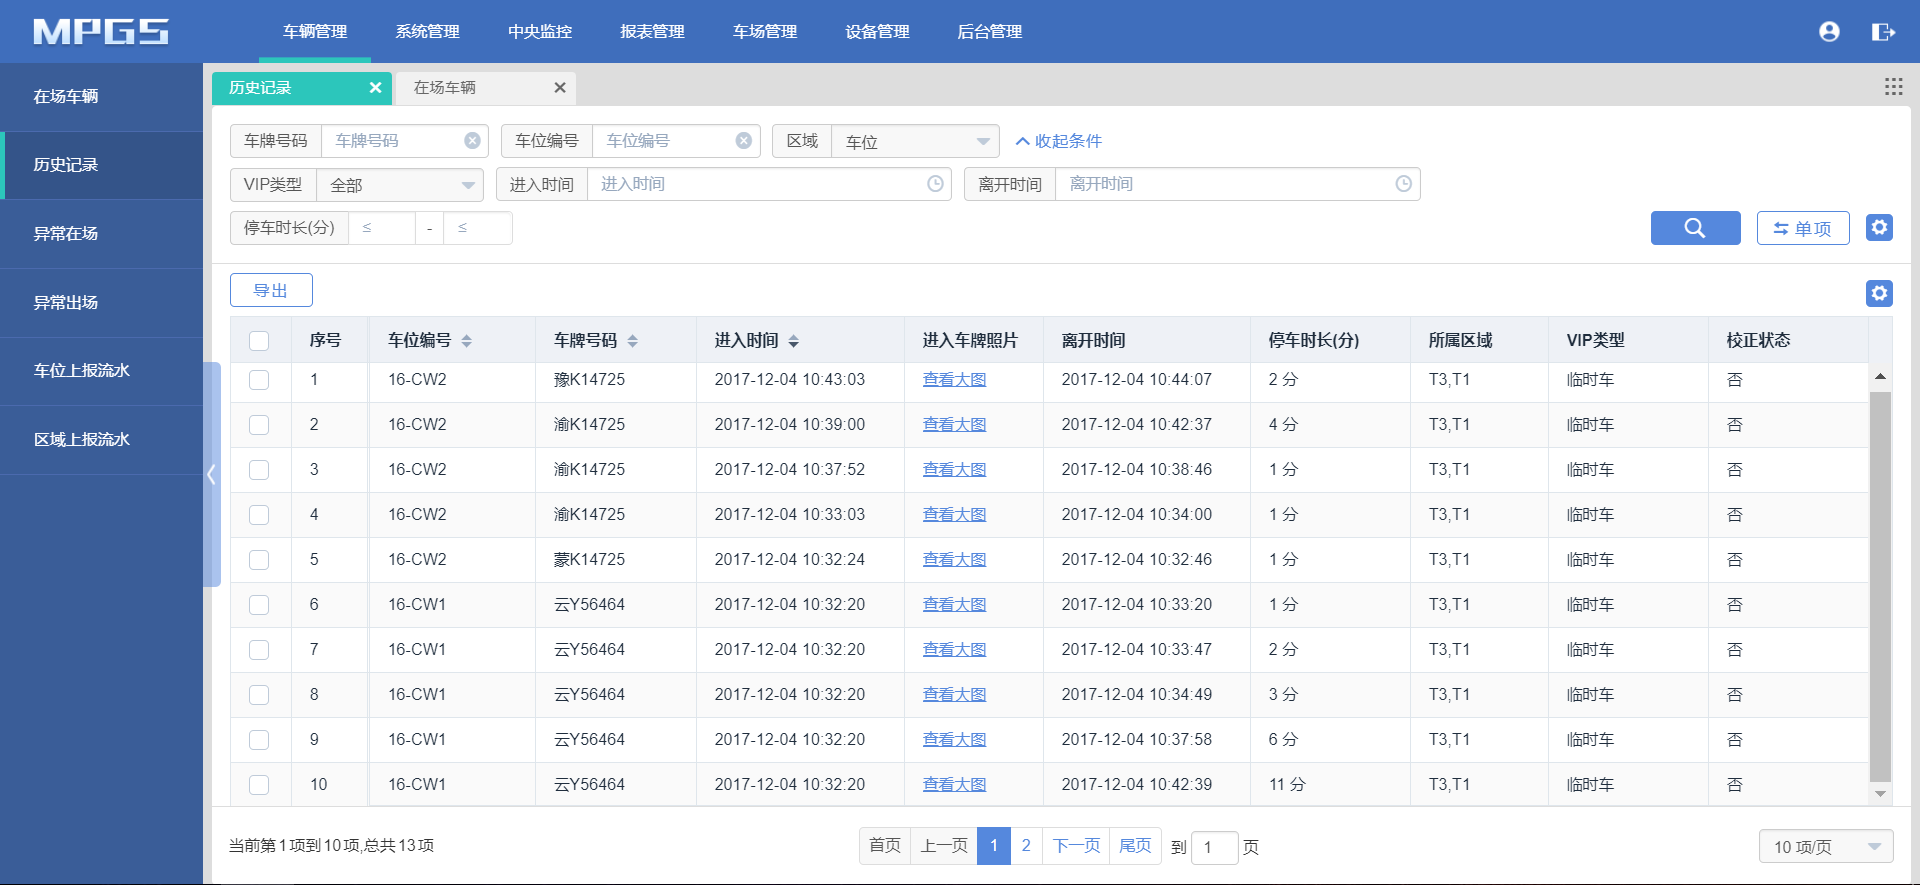 MPGS 车辆管理 系统管理 中央监控 报表管理 车场管理 设备管理 后台管理
在场车辆
历史记录
异常在场
异常出场
车位上报流水
区域上报流水
历史记录 在场车辆
车牌号码 车牌号码 车位编号 车位编号 区域 车位 收起条件
VIP类型 全部 进入时间 进入时间 离开时间 离开时间
停车时长(分) ≤ - ≤ 单项
导出
序号 车位编号 车牌号码 进入时间 进入车牌照片 离开时间 停车时长(分) 所属区域 VIP类型 校正状态
1 16-CW2 豫K14725 2017-12-04 10:43:03 查看大图 2017-12-04 10:44:07 2 分 T3,T1 临时车 否
2 16-CW2 渝K14725 2017-12-04 10:39:00 查看大图 2017-12-04 10:42:37 4 分 T3,T1 临时车 否
3 16-CW2 渝K14725 2017-12-04 10:37:52 查看大图 2017-12-04 10:38:46 1 分 T3,T1 临时车 否
4 16-CW2 渝K14725 2017-12-04 10:33:03 查看大图 2017-12-04 10:34:00 1 分 T3,T1 临时车 否
5 16-CW2 蒙K14725 2017-12-04 10:32:24 查看大图 2017-12-04 10:32:46 1 分 T3,T1 临时车 否
6 16-CW1 云Y56464 2017-12-04 10:32:20 查看大图 2017-12-04 10:33:20 1 分 T3,T1 临时车 否
7 16-CW1 云Y56464 2017-12-04 10:32:20 查看大图 2017-12-04 10:33:47 2 分 T3,T1 临时车 否
8 16-CW1 云Y56464 2017-12-04 10:32:20 查看大图 2017-12-04 10:34:49 3 分 T3,T1 临时车 否
9 16-CW1 云Y56464 2017-12-04 10:32:20 查看大图 2017-12-04 10:37:58 6 分 T3,T1 临时车 否
10 16-CW1 云Y56464 2017-12-04 10:32:20 查看大图 2017-12-04 10:42:39 11 分 T3,T1 临时车 否
当前第1项到10项,总共13项 首页 上一页 1 2 下一页 尾页 到 1 页 10 项/页